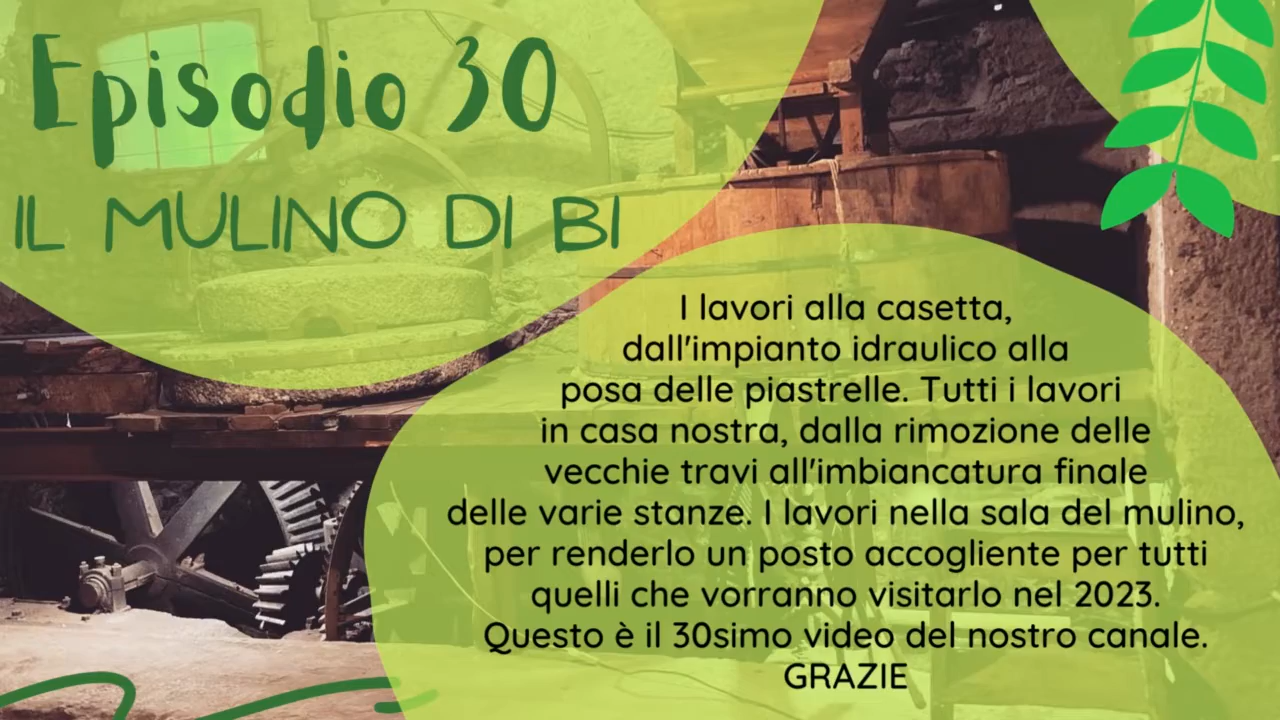 Episodio 30
IL MULINO DI BI
I lavori alla casetta,
dall'impianto idraulico alla
posa delle piastrelle. Tutti i lavori
in casa nostra, dalla rimozione delle
vecchie travi all'imbiancatura finale
delle varie stanze. I lavori nella sala del mulino,
per renderlo un posto accogliente per tutti
quelli che vorranno visitarlo nel 2023.
Questo è il 30simo video del nostro canale.
GRAZIE